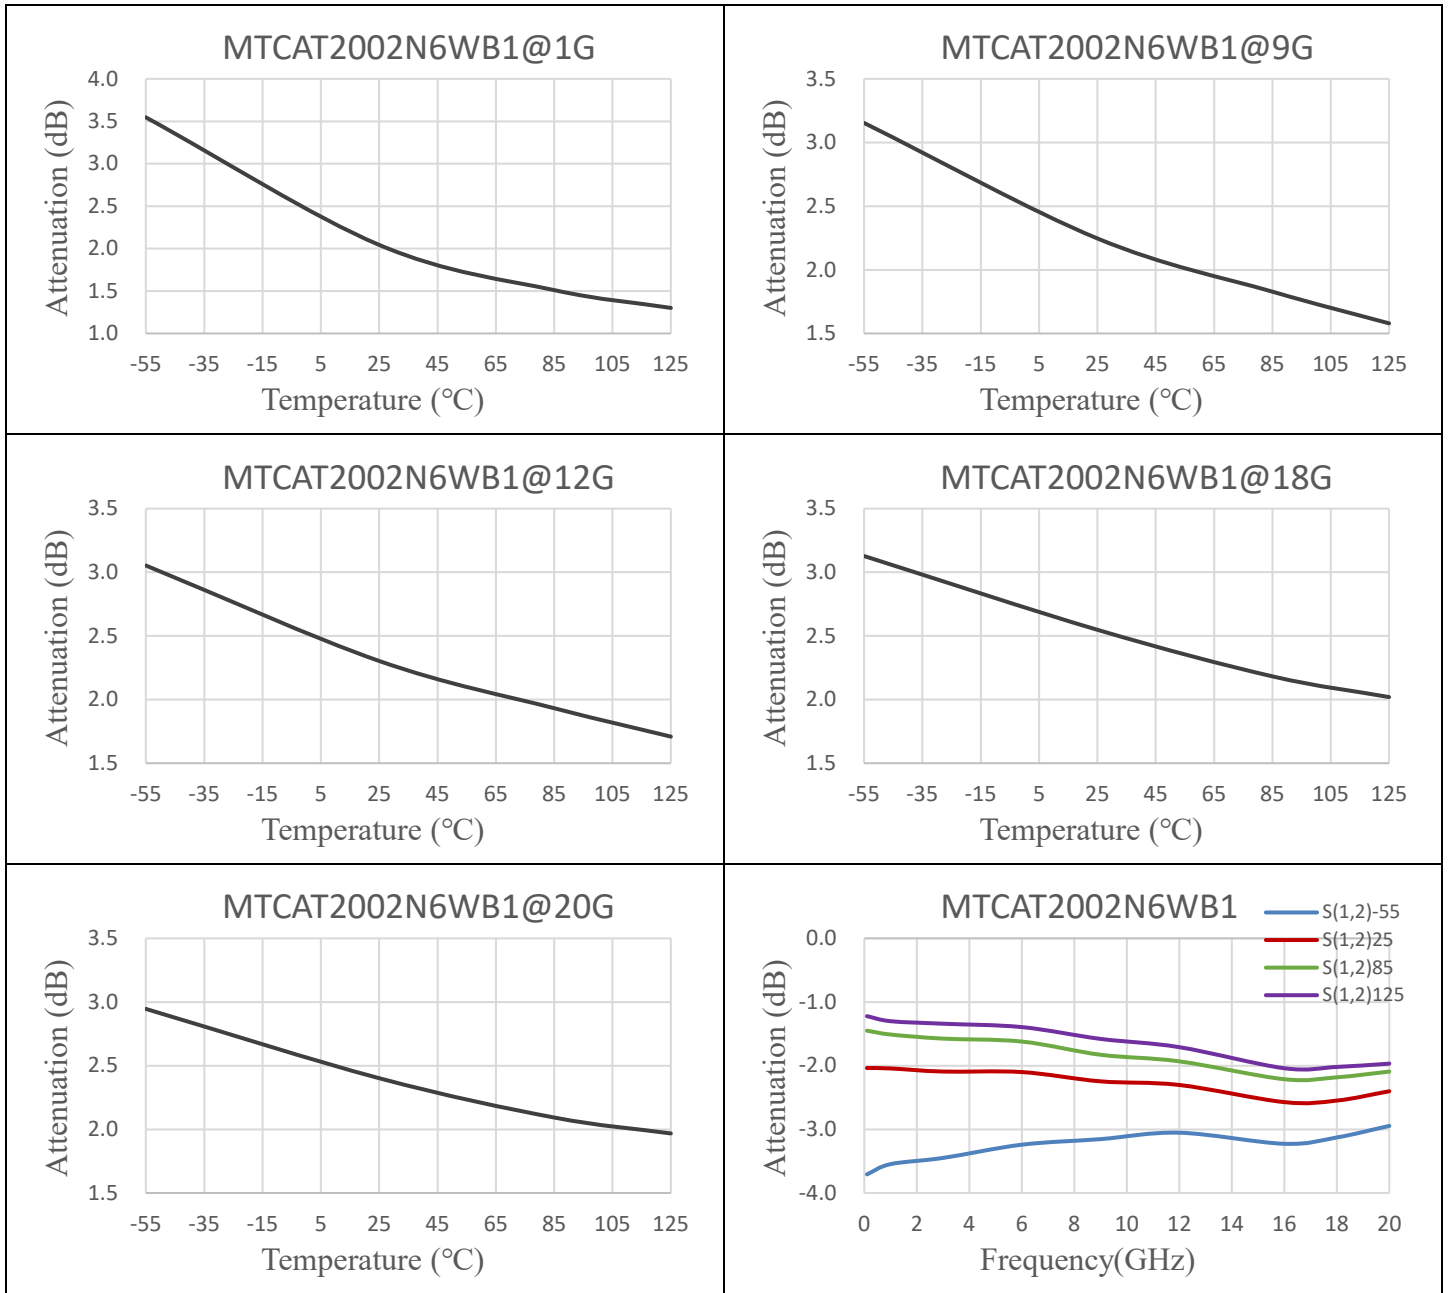 MTCAT2002N6WB1@1G
Attenuation (dB)
4.0
3.5
3.0
2.5
2.0
1.5
1.0
-55 -35 -15 5 25 45 65 85 105 125
Temperature (℃)
MTCAT2002N6WB1@9G
Attenuation (dB)
3.5
3.0
2.5
2.0
1.5
-55 -35 -15 5 25 45 65 85 105 125
Temperature (℃)
MTCAT2002N6WB1@12G
Attenuation (dB)
3.5
3.0
2.5
2.0
1.5
-55 -35 -15 5 25 45 65 85 105 125
Temperature (℃)
MTCAT2002N6WB1@18G
Attenuation (dB)
3.5
3.0
2.5
2.0
1.5
-55 -35 -15 5 25 45 65 85 105 125
Temperature (℃)
MTCAT2002N6WB1@20G
Attenuation (dB)
3.5
3.0
2.5
2.0
1.5
-55 -35 -15 5 25 45 65 85 105 125
Temperature (℃)
MTCAT2002N6WB1
S(1,2)-55
S(1,2)25
S(1,2)85
S(1,2)125
Attenuation (dB)
0.0
-1.0
-2.0
-3.0
-4.0
0 2 4 6 8 10 12 14 16 18 20
Frequency(GHz)